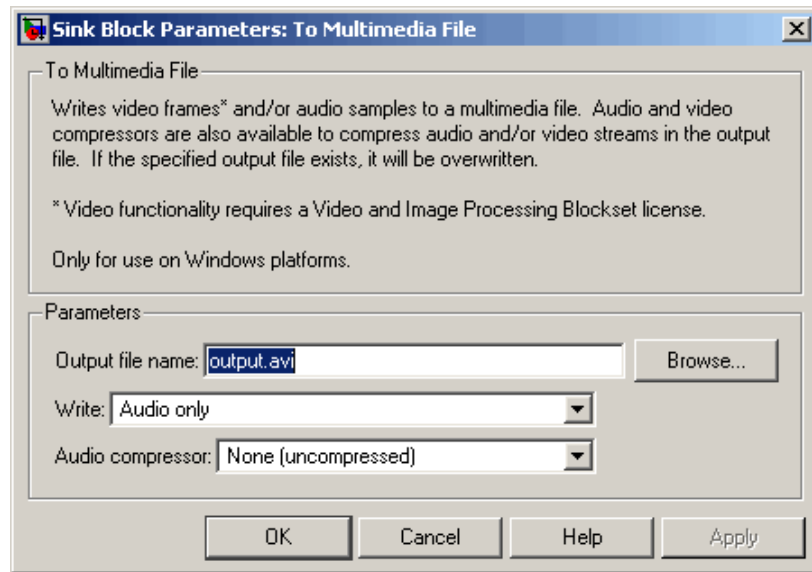 Sink Block Parameters: To Multimedia File
To Multimedia File
Writes video frames* and/or audio samples to a multimedia file. Audio and video
compressors are also available to compress audio and/or video streams in the output
file. If the specified output file exists, it will be overwritten.
* Video functionality requires a Video and Image Processing Blockset license.
Only for use on Windows platforms.
Parameters
Output file name: output.avi Browse...
Write: Audio only
Audio compressor: None (uncompressed)
OK Cancel Help Apply